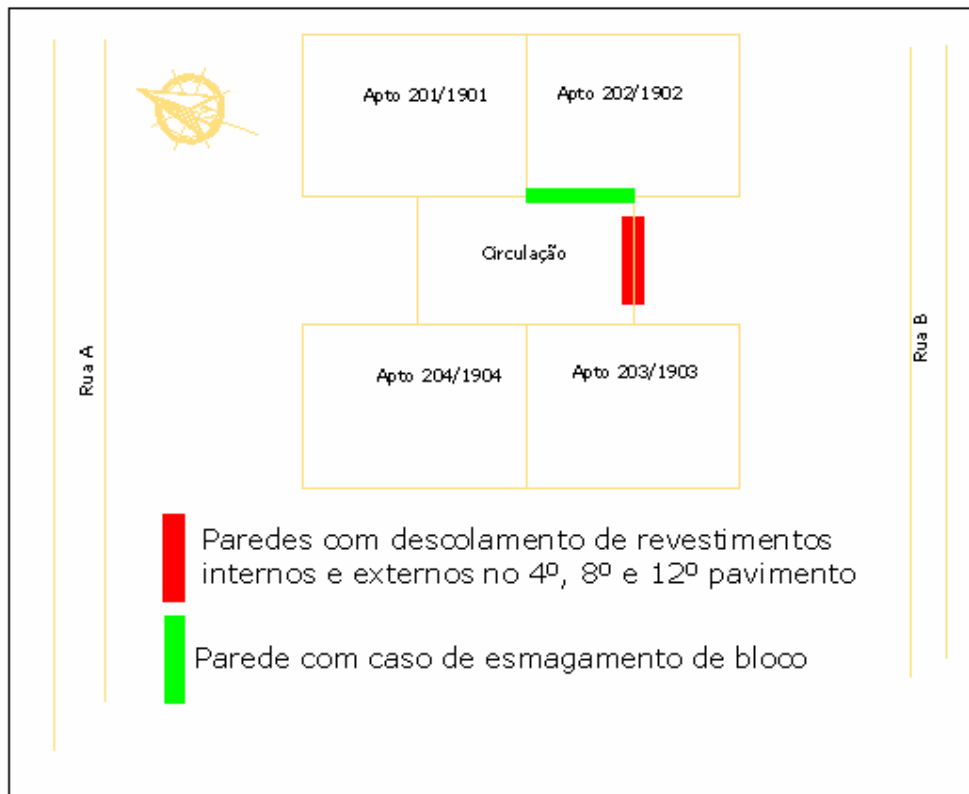 Apto 201/1901
Apto 202/1902
Circulação
Rua A
Rua B
Apto 204/1904
Apto 203/1903
Paredes com descolamento de revestimentos
internos e externos no 4º, 8º e 12º pavimento
Parede com caso de esmagamento de bloco